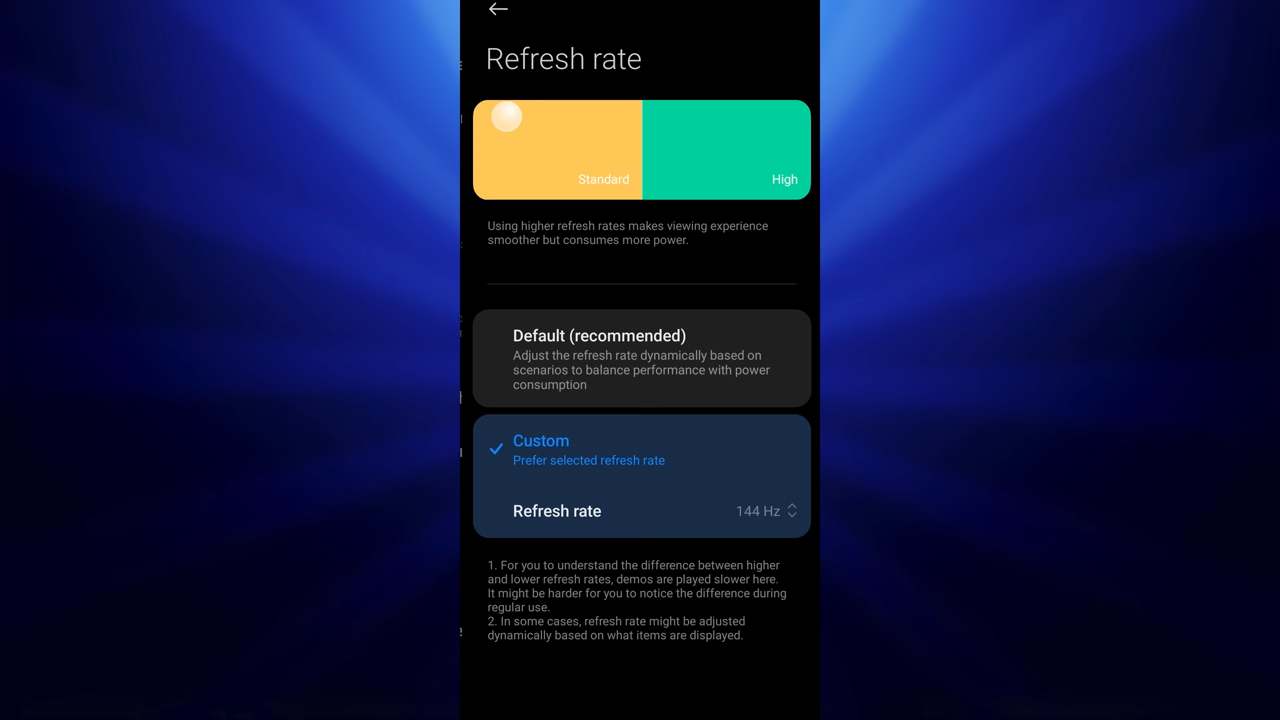 Refresh rate
Standard
High
Using higher refresh rates makes viewing experience
smoother but consumes more power.
Default (recommended)
Adjust the refresh rate dynamically based on
scenarios to balance performance with power
consumption
Custom
Prefer selected refresh rate
Refresh rate 144 Hz
1. For you to understand the difference between higher
and lower refresh rates, demos are played slower here.
It might be harder for you to notice the difference during
regular use.
2. In some cases, refresh rate might be adjusted
dynamically based on what items are displayed.